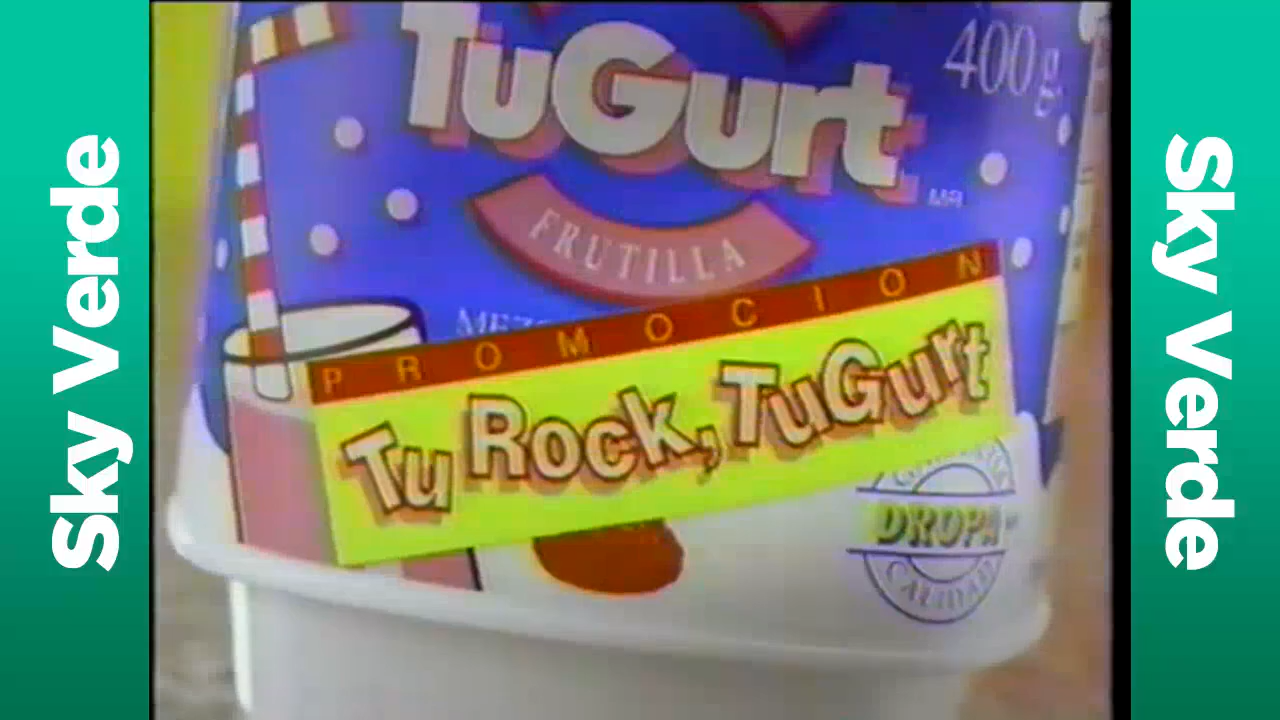 Sky Verde
TuGurt
400g.
MR
FRUTILLA
PROMOCION
Tu Rock, TuGurt
DROPA
CALIDAD
Sky Verde